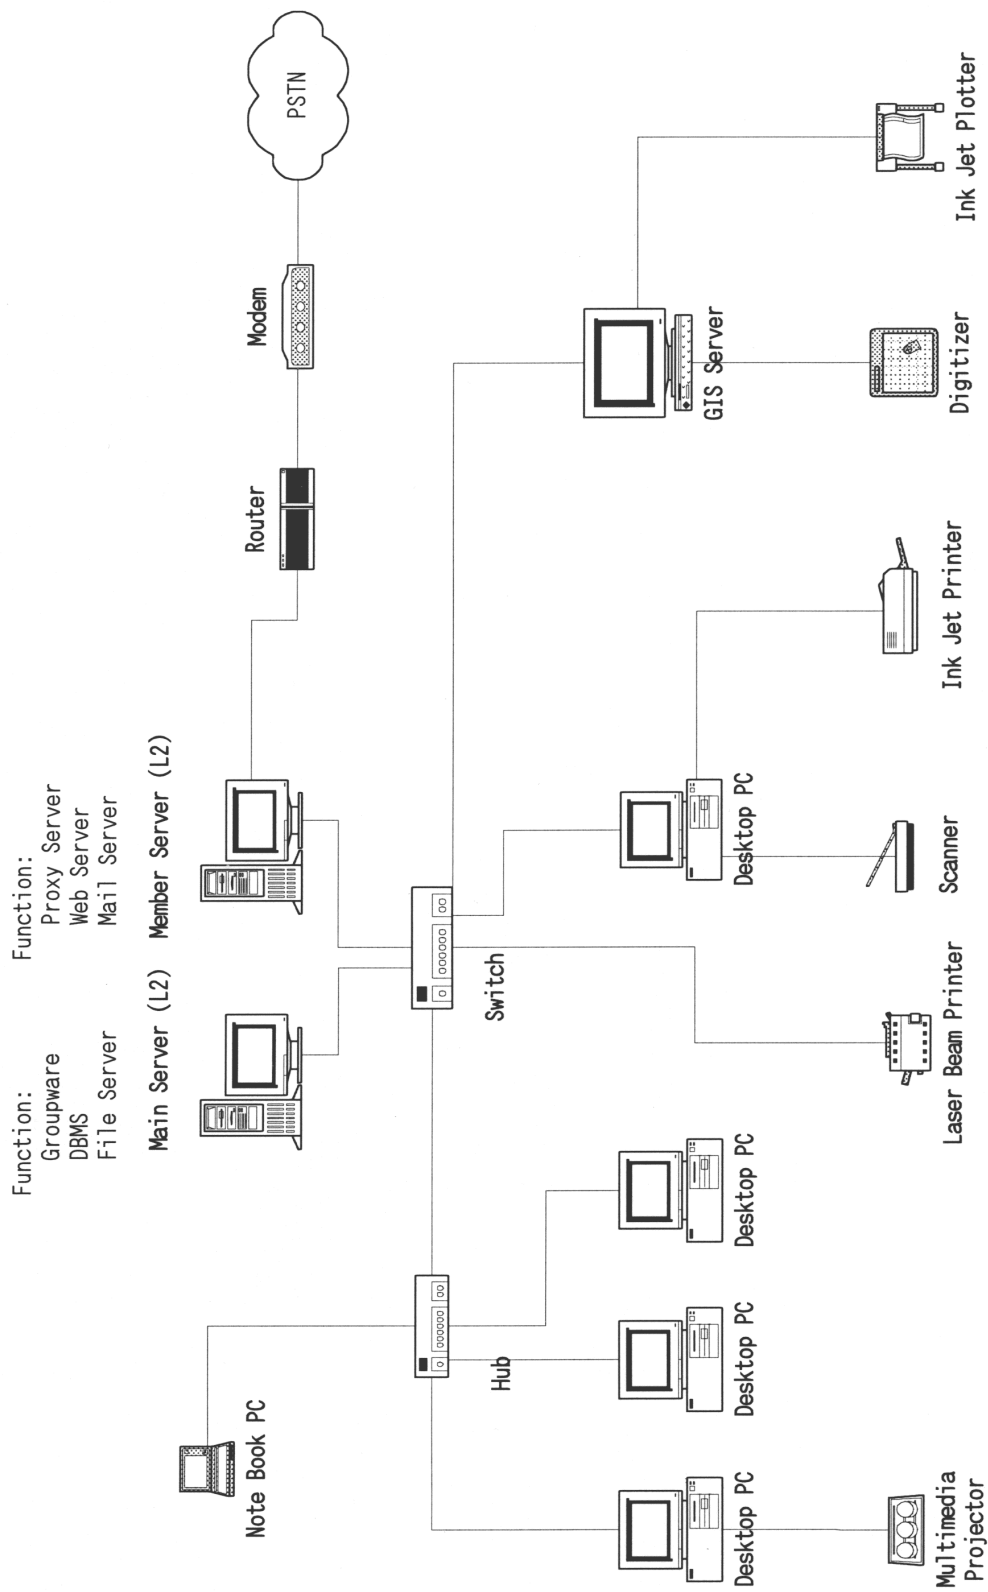 Function:
Groupware
DBMS
File Server
Main Server (L2)
Function:
Proxy Server
Web Server
Mail Server
Member Server (L2)
Router
Modem
PSTN
Note Book PC
Hub
Switch
Desktop PC
Desktop PC
Desktop PC
Desktop PC
GIS Server
Multimedia
Projector
Laser Beam Printer
Scanner
Ink Jet Printer
Digitizer
Ink Jet Plotter